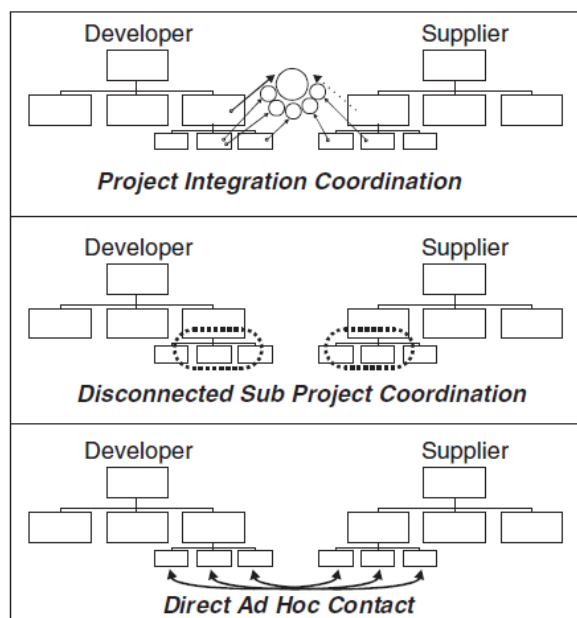 Developer Supplier
Project Integration Coordination
Developer Supplier
Disconnected Sub Project Coordination
Developer Supplier
Direct Ad Hoc Contact